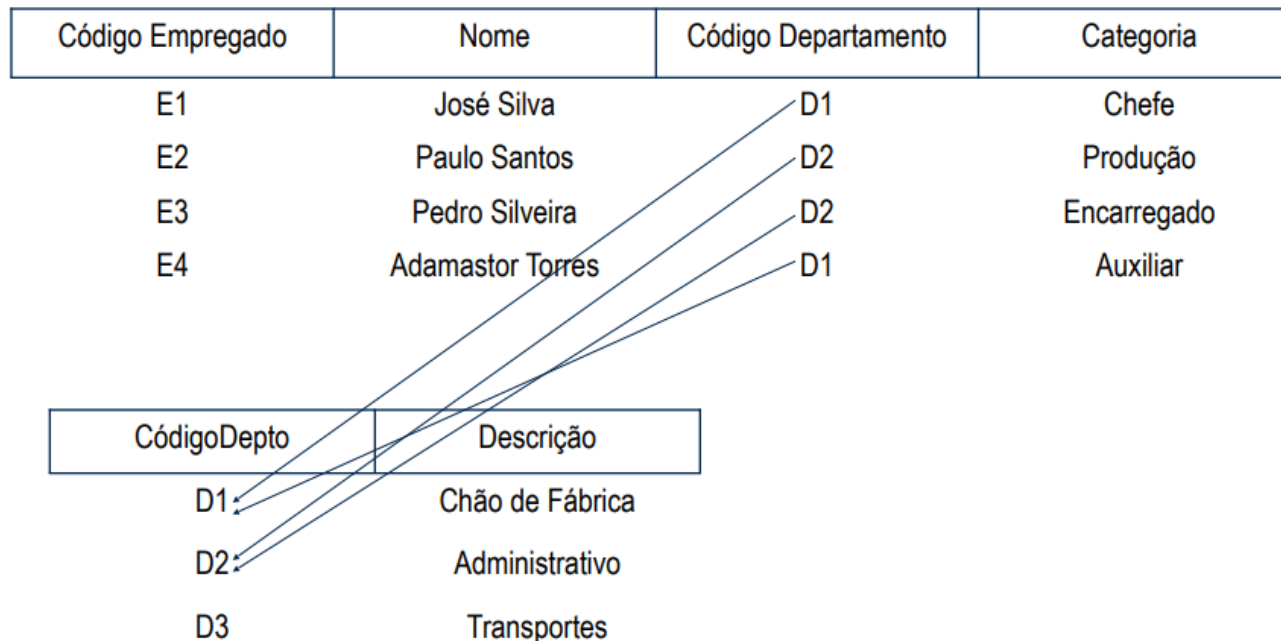 Código Empregado Nome Código Departamento Categoria
E1 José Silva D1 Chefe
E2 Paulo Santos D2 Produção
E3 Pedro Silveira D2 Encarregado
E4 Adamastor Torres D1 Auxiliar
CódigoDepto Descrição
D1 Chão de Fábrica
D2 Administrativo
D3 Transportes